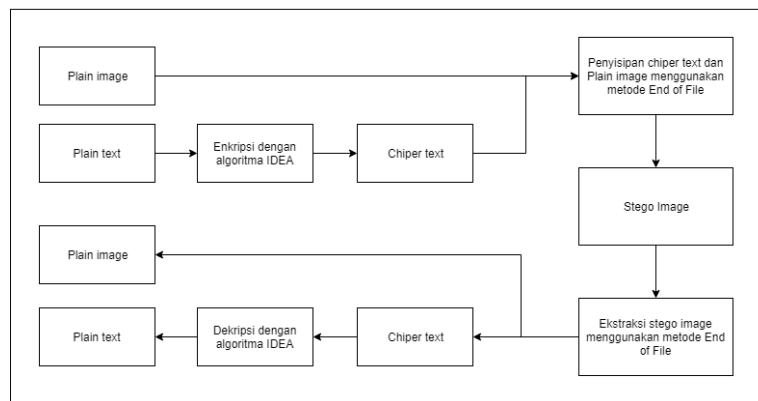 Plain image
Penyisipan chiper text dan
Plain image menggunakan
metode End of File
Plain text
Enkripsi dengan
algoritma IDEA
Chiper text
Stego Image
Plain image
Plain text
Dekripsi dengan
algoritma IDEA
Chiper text
Ekstraksi stego image
menggunakan metode End
of File